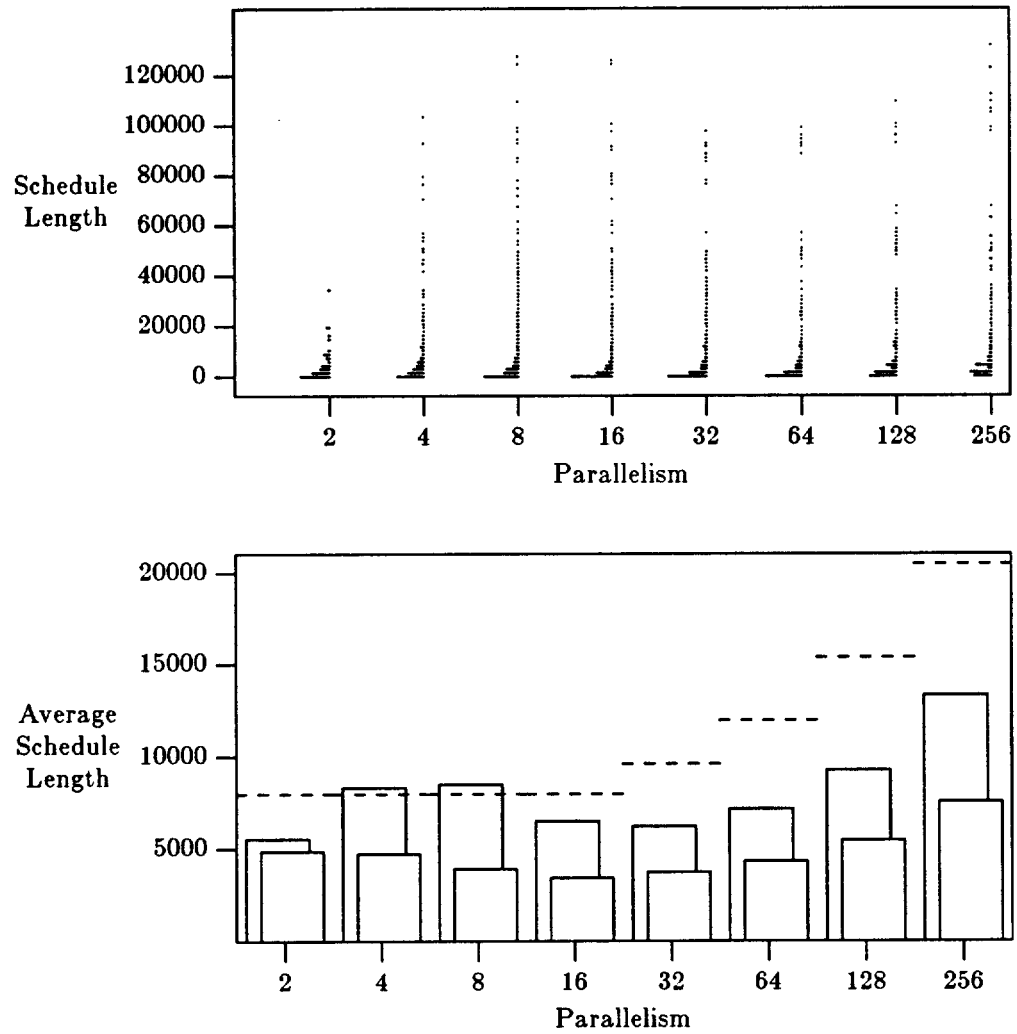 120000
100000
80000
Schedule
Length
60000
40000
20000
0
2 4 8 16 32 64 128 256
Parallelism
20000
15000
Average
Schedule
Length
10000
5000
2 4 8 16 32 64 128 256
Parallelism